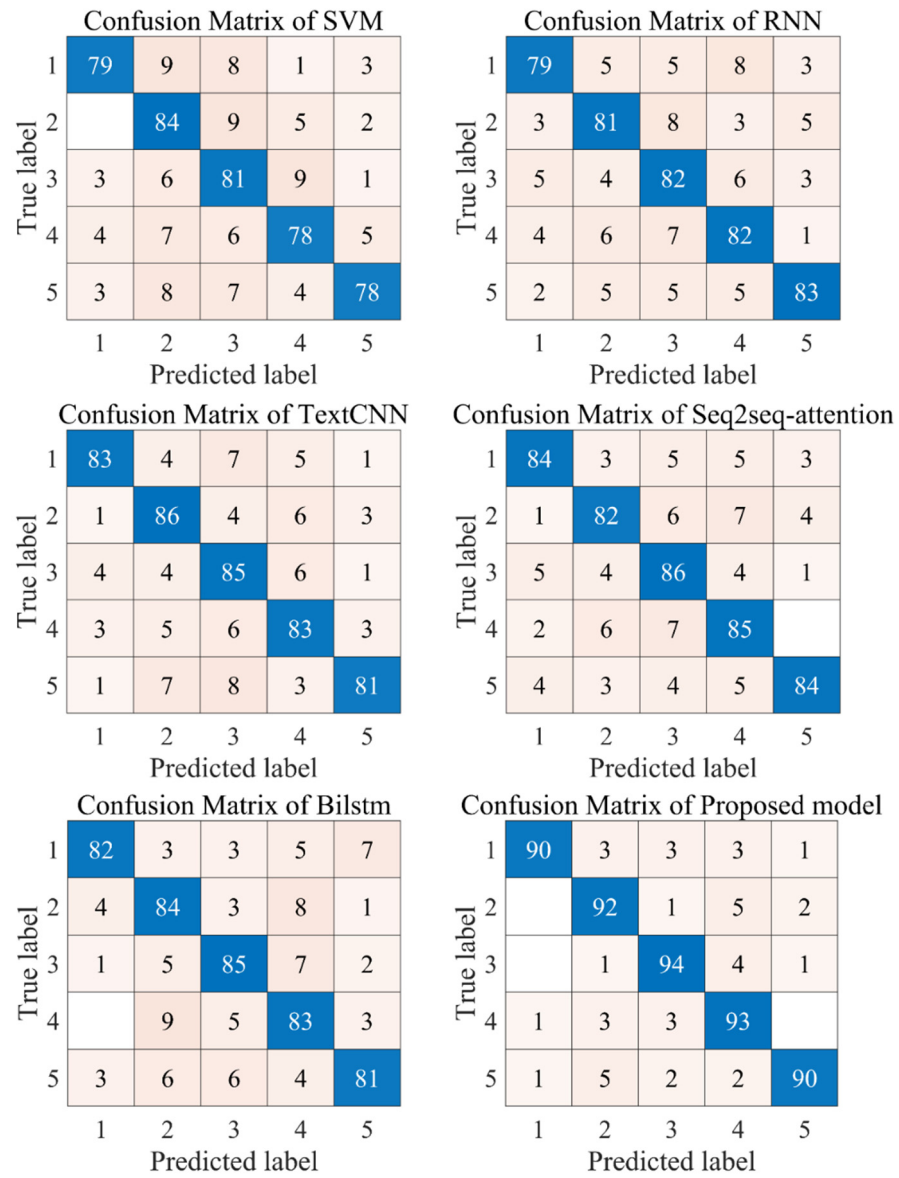 Confusion Matrix of SVM
1 79 9 8 1 3
2 84 9 5 2
3 3 6 81 9 1
4 4 7 6 78 5
5 3 8 7 4 78
1 2 3 4 5
Predicted label
True label
Confusion Matrix of RNN
1 79 5 5 8 3
2 3 81 8 3 5
3 5 4 82 6 3
4 4 6 7 82 1
5 2 5 5 5 83
1 2 3 4 5
Predicted label
True label
Confusion Matrix of TextCNN
1 83 4 7 5 1
2 1 86 4 6 3
3 4 4 85 6 1
4 3 5 6 83 3
5 1 7 8 3 81
1 2 3 4 5
Predicted label
True label
Confusion Matrix of Seq2seq-attention
1 84 3 5 5 3
2 1 82 6 7 4
3 5 4 86 4 1
4 2 6 7 85
5 4 3 4 5 84
1 2 3 4 5
Predicted label
True label
Confusion Matrix of Bilstm
1 82 3 3 5 7
2 4 84 3 8 1
3 1 5 85 7 2
4 9 5 83 3
5 3 6 6 4 81
1 2 3 4 5
Predicted label
True label
Confusion Matrix of Proposed model
1 90 3 3 3 1
2 92 1 5 2
3 1 94 4 1
4 1 3 3 93
5 1 5 2 2 90
1 2 3 4 5
Predicted label
True label